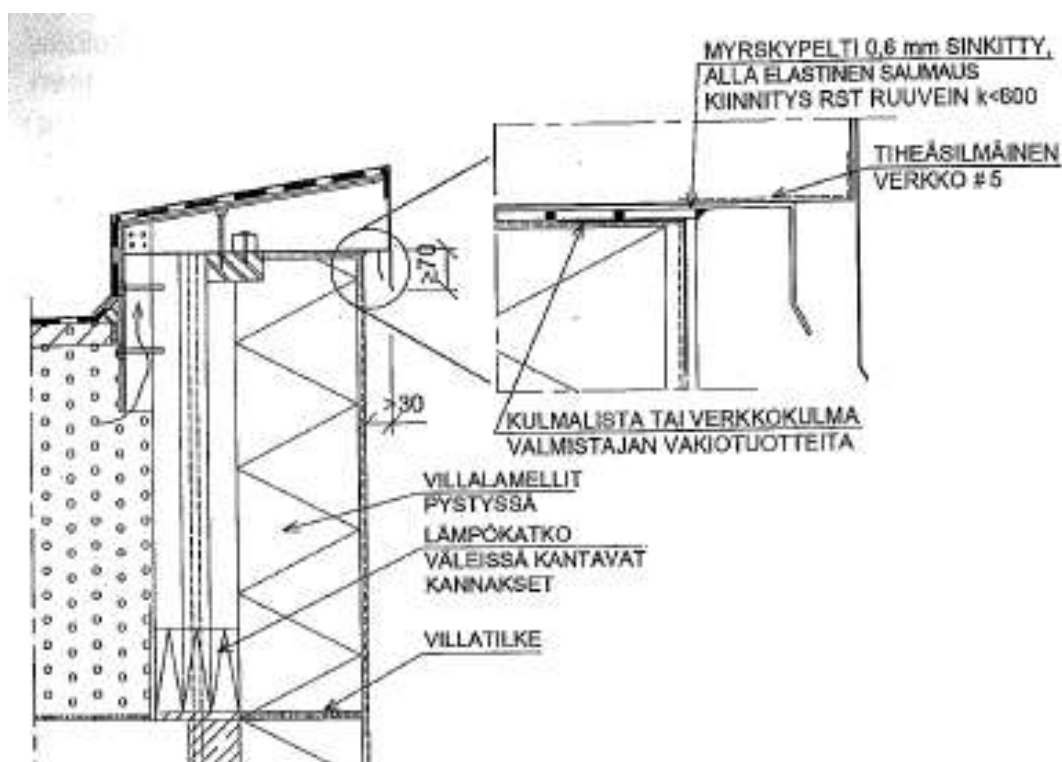 MYRSKYPELTI 0,6 mm SINKITTY,
ALLA ELASTINEN SAUMAUS
KIINNITYS RST RUUVEIN k<600
TIHEÄSILMÄINEN
VERKKO #5
≥70
>30
KULMALISTA TAI VERKKOKULMA
VALMISTAJAN VAKIOTUOTTEITA
VILLALAMELLIT
PYSTYSSÄ
LÄMPÖKATKO
VÄLEISSÄ KANTAVAT
KANNAKSET
VILLATILKE